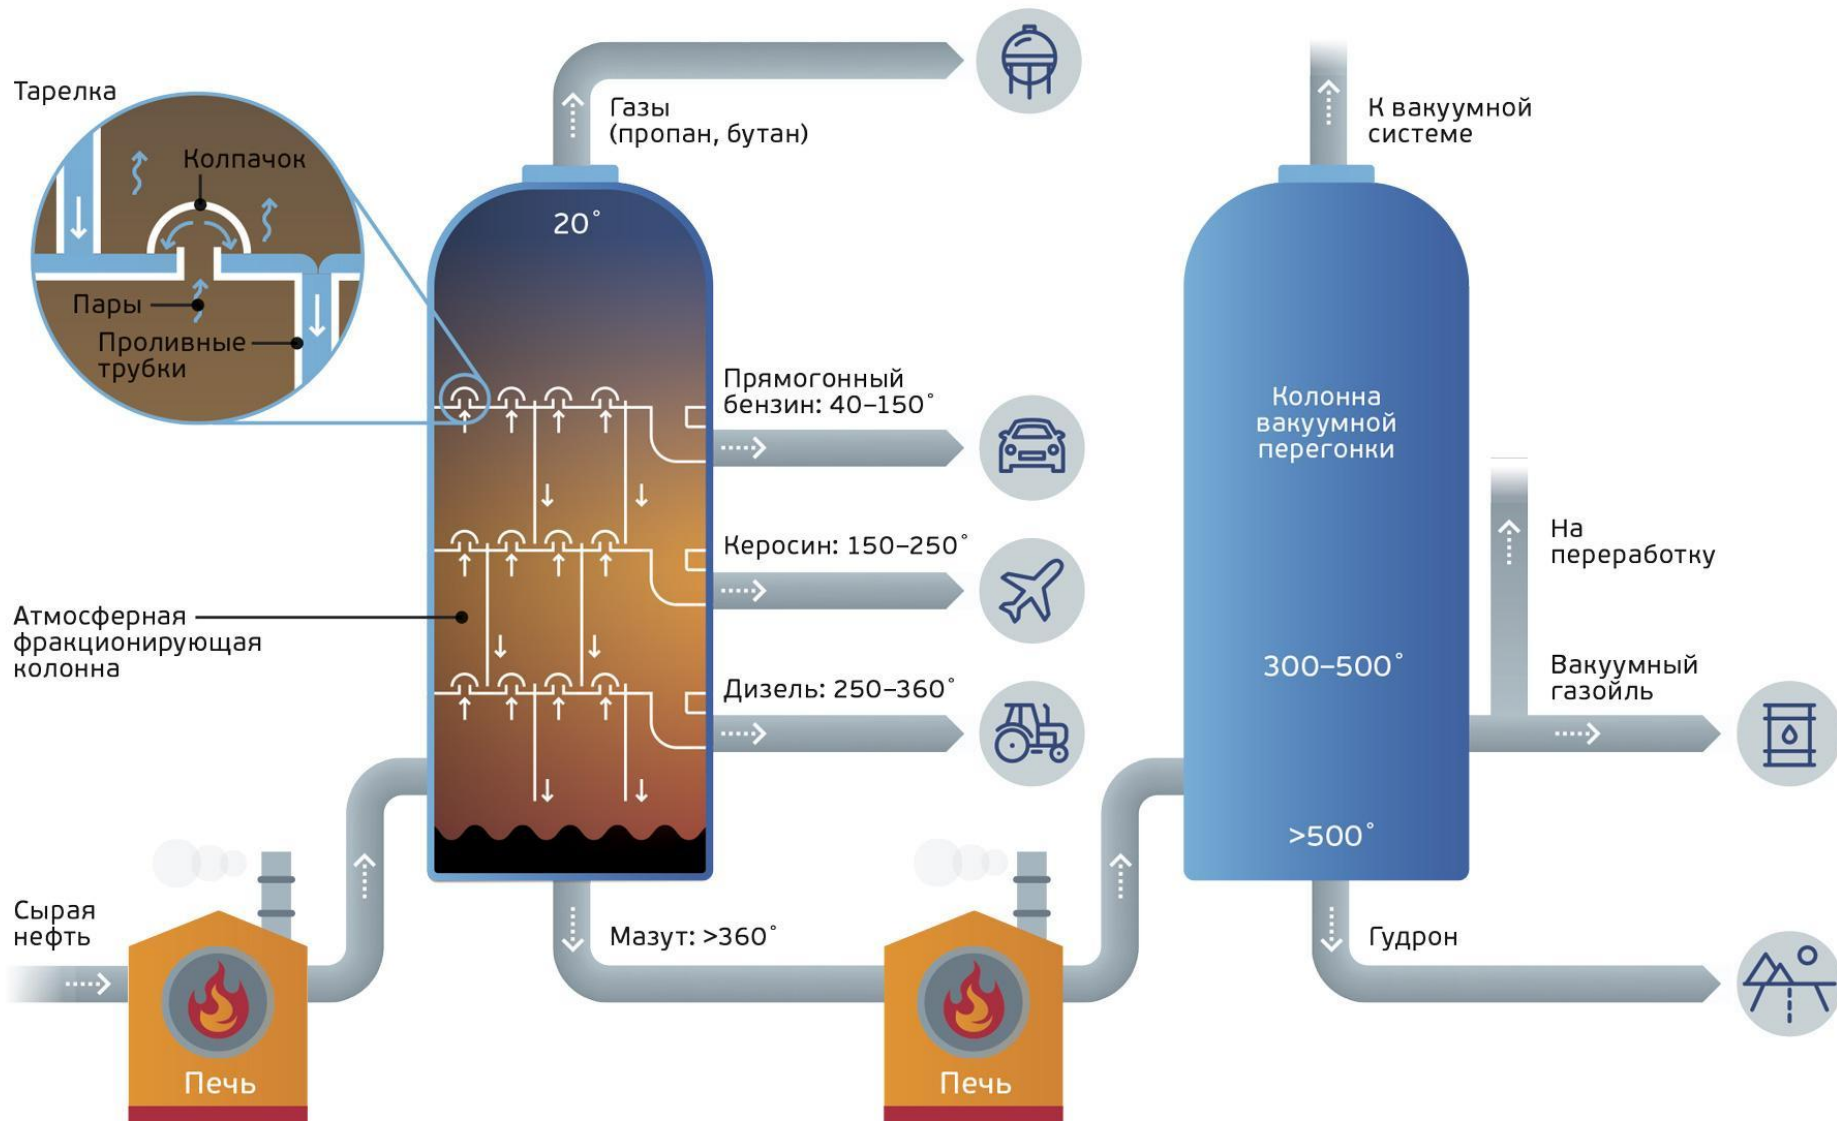 Тарелка
Колпачок
Пары
Проливные
трубки
Газы
(пропан, бутан)
20°
Прямогонный
бензин: 40–150°
Керосин: 150–250°
Дизель: 250–360°
Атмосферная
фракционирующая
колонна
Сырая
нефть
Печь
Мазут: >360°
Печь
К вакуумной
системе
Колонна
вакуумной
перегонки
300–500°
>500°
На
переработку
Вакуумный
газойль
Гудрон